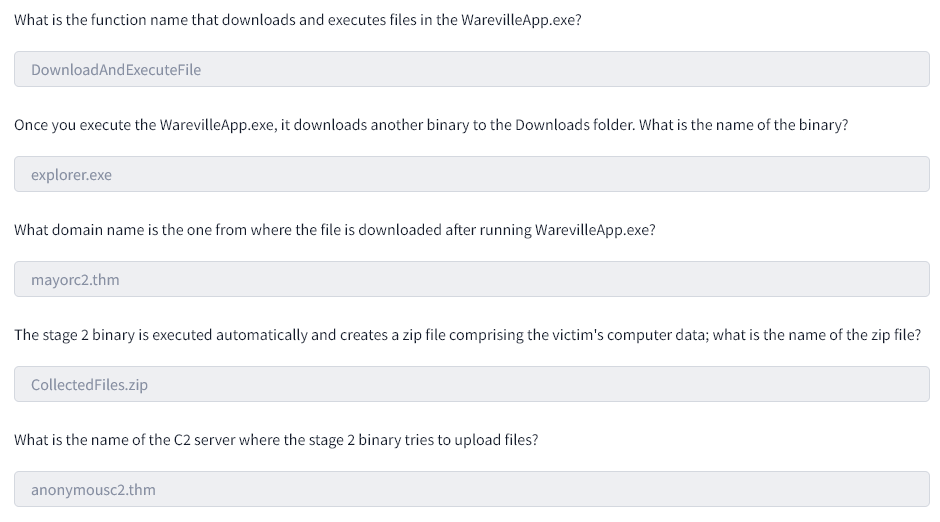 What is the function name that downloads and executes files in the WarevilleApp.exe?
DownloadAndExecuteFile
Once you execute the WarevilleApp.exe, it downloads another binary to the Downloads folder. What is the name of the binary?
explorer.exe
What domain name is the one from where the file is downloaded after running WarevilleApp.exe?
mayorc2.thm
The stage 2 binary is executed automatically and creates a zip file comprising the victim's computer data; what is the name of the zip file?
CollectedFiles.zip
What is the name of the C2 server where the stage 2 binary tries to upload files?
anonymousc2.thm